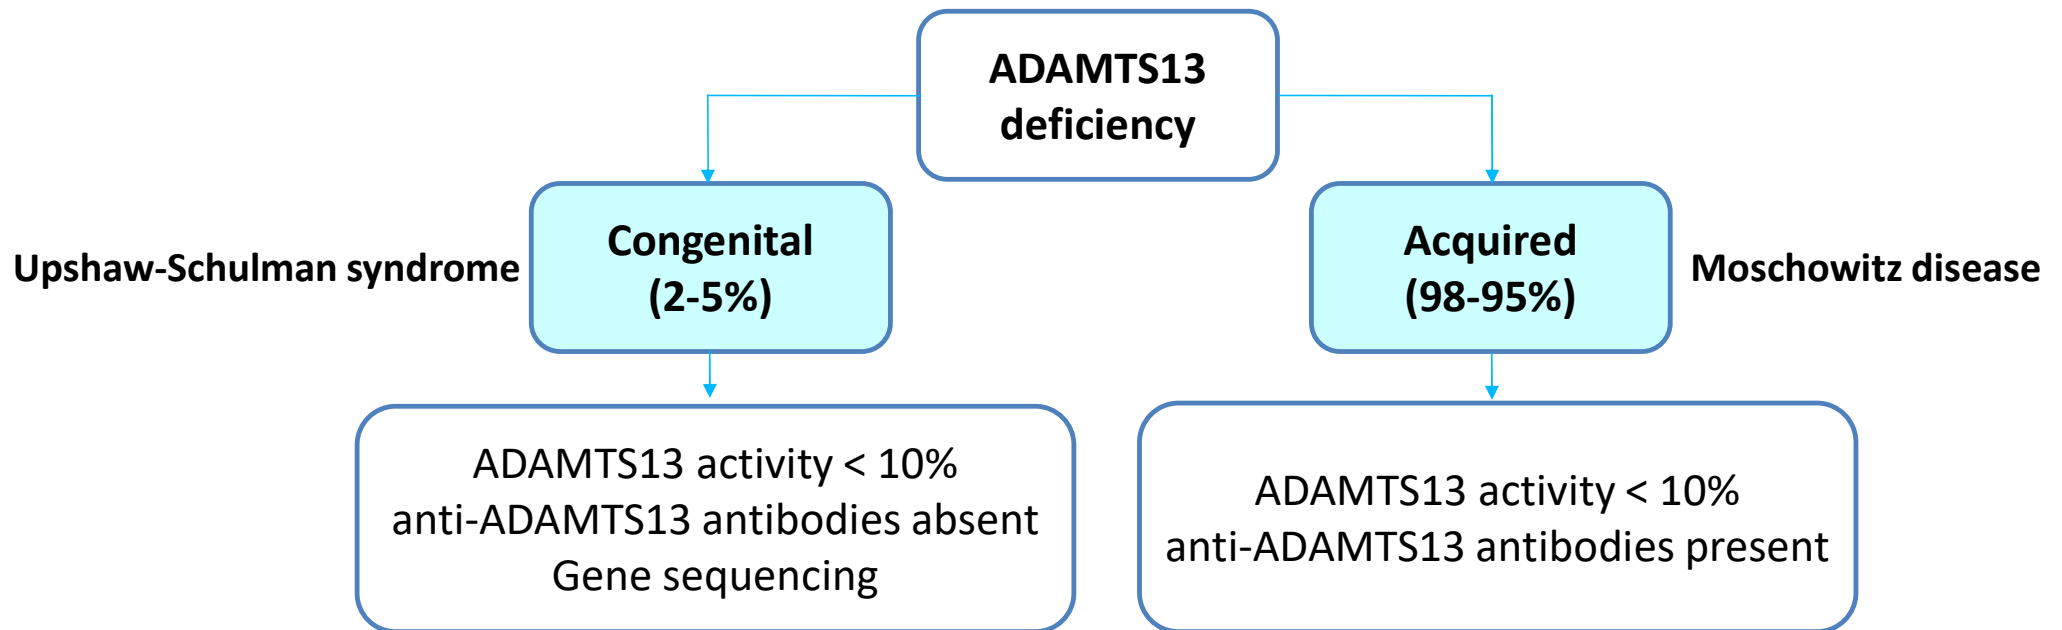 ADAMTS13
deficiency
Upshaw-Schulman syndrome
Congenital
(2-5%)
Acquired
(98-95%)
Moschowitz disease
ADAMTS13 activity < 10%
anti-ADAMTS13 antibodies absent
Gene sequencing
ADAMTS13 activity < 10%
anti-ADAMTS13 antibodies present